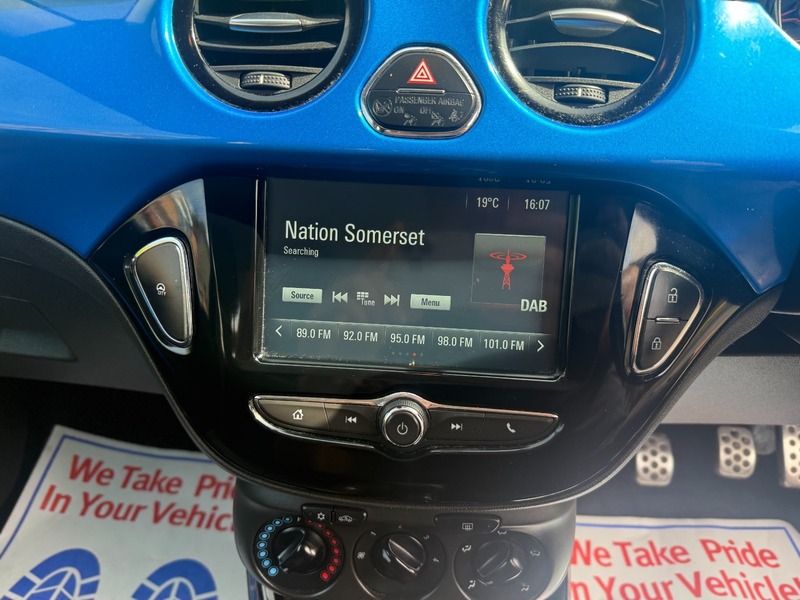 PASSENGER AIRBAG
ON OFF
19°C 16:07
Nation Somerset
Searching
Source Tune Menu
DAB
89.0 FM 92.0 FM 95.0 FM 98.0 FM 101.0 FM
CITY
We Take Pride
In Your Vehicle!
We Take Pride
In Your Vehicle!